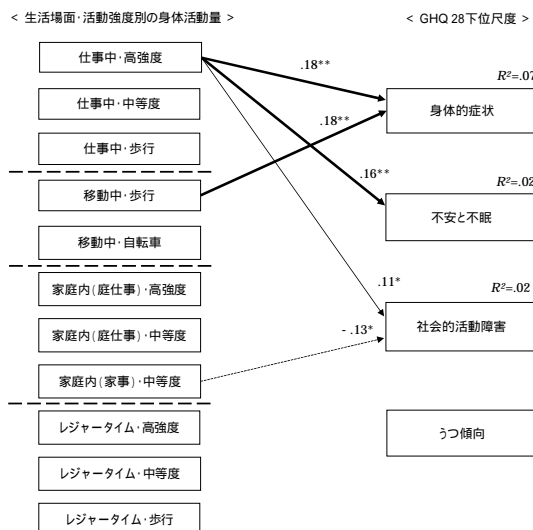 < 生活場面･活動強度別の身体活動量 >
< GHQ 28下位尺度 >
仕事中･高強度
仕事中･中等度
仕事中･歩行
移動中･歩行
移動中･自転車
家庭内(庭仕事)･高強度
家庭内(庭仕事)･中等度
家庭内(家事)･中等度
レジャータイム･高強度
レジャータイム･中等度
レジャータイム･歩行
.18**
.18**
.16**
.11*
- .13*
R²=.07
身体的症状
R²=.02
不安と不眠
R²=.02
社会的活動障害
うつ傾向